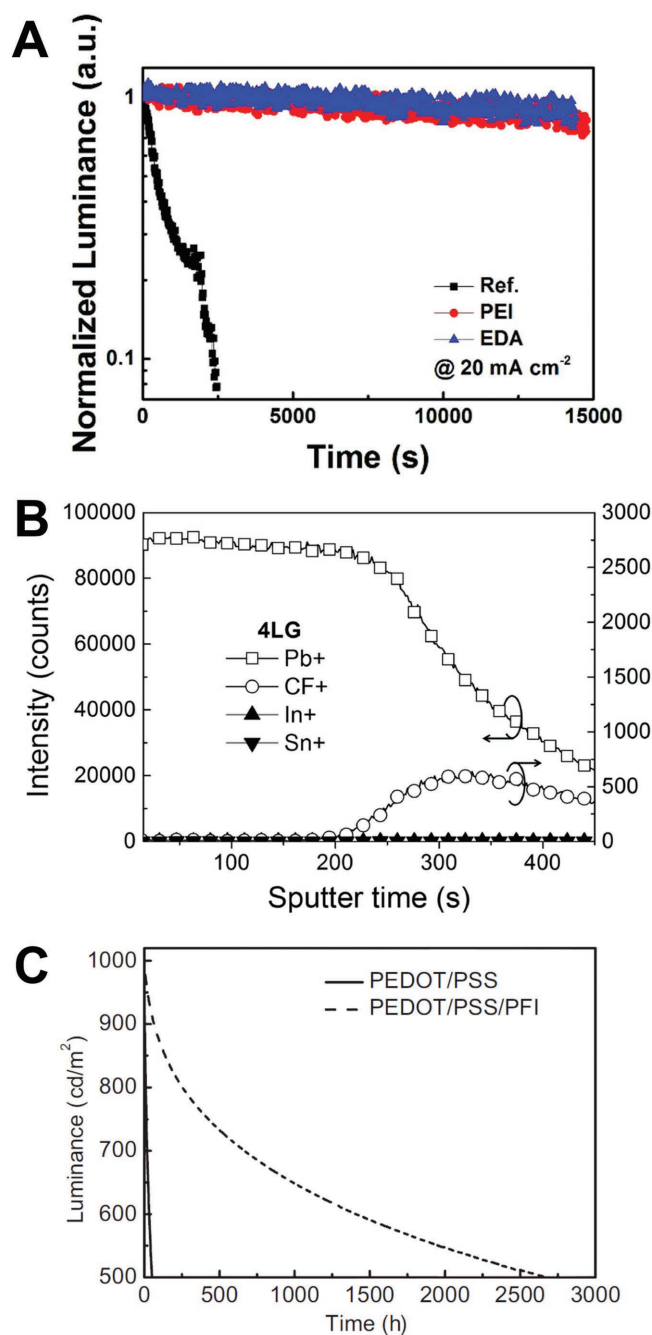 A
Normalized Luminance (a.u.)
1
0.1
Ref.
PEI
EDA
@ 20 mA cm-2
0
5000
10000
15000
Time (s)
B
100000
80000
60000
40000
20000
0
Intensity (counts)
4LG
Pb+
CF+
In+
Sn+
3000
2500
2000
1500
1000
500
0
100
200
300
400
Sputter time (s)
C
1000
900
800
700
600
500
Luminance (cd/m2)
PEDOT/PSS
PEDOT/PSS/PFI
0
500
1000
1500
2000
2500
3000
Time (h)